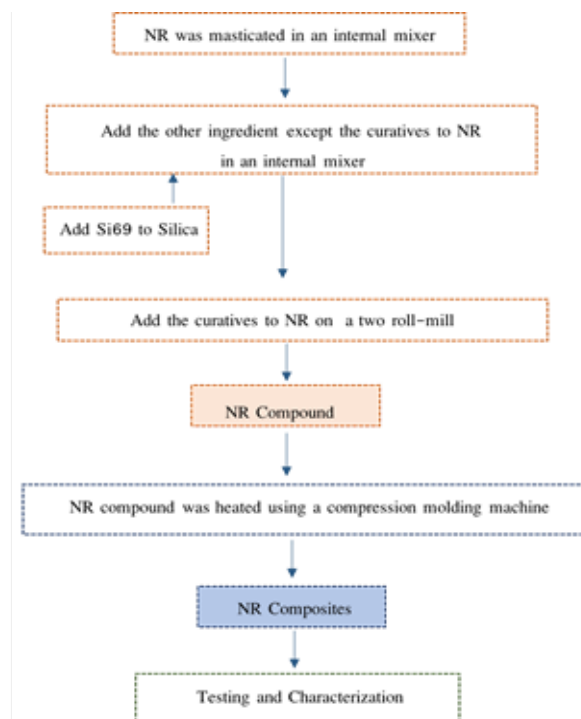 NR was masticated in an internal mixer
Add the other ingredient except the curatives to NR
in an internal mixer
Add Si69 to Silica
Add the curatives to NR on a two roll-mill
NR Compound
NR compound was heated using a compression molding machine
NR Composites
Testing and Characterization